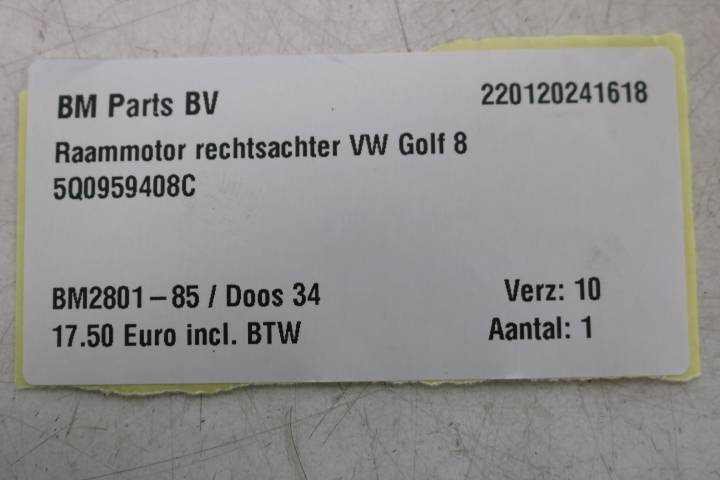 BM Parts BV 220120241618
Raammotor rechtsachter VW Golf 8
5Q0959408C
BM2801-85 / Doos 34 Verz: 10
17.50 Euro incl. BTW Aantal: 1